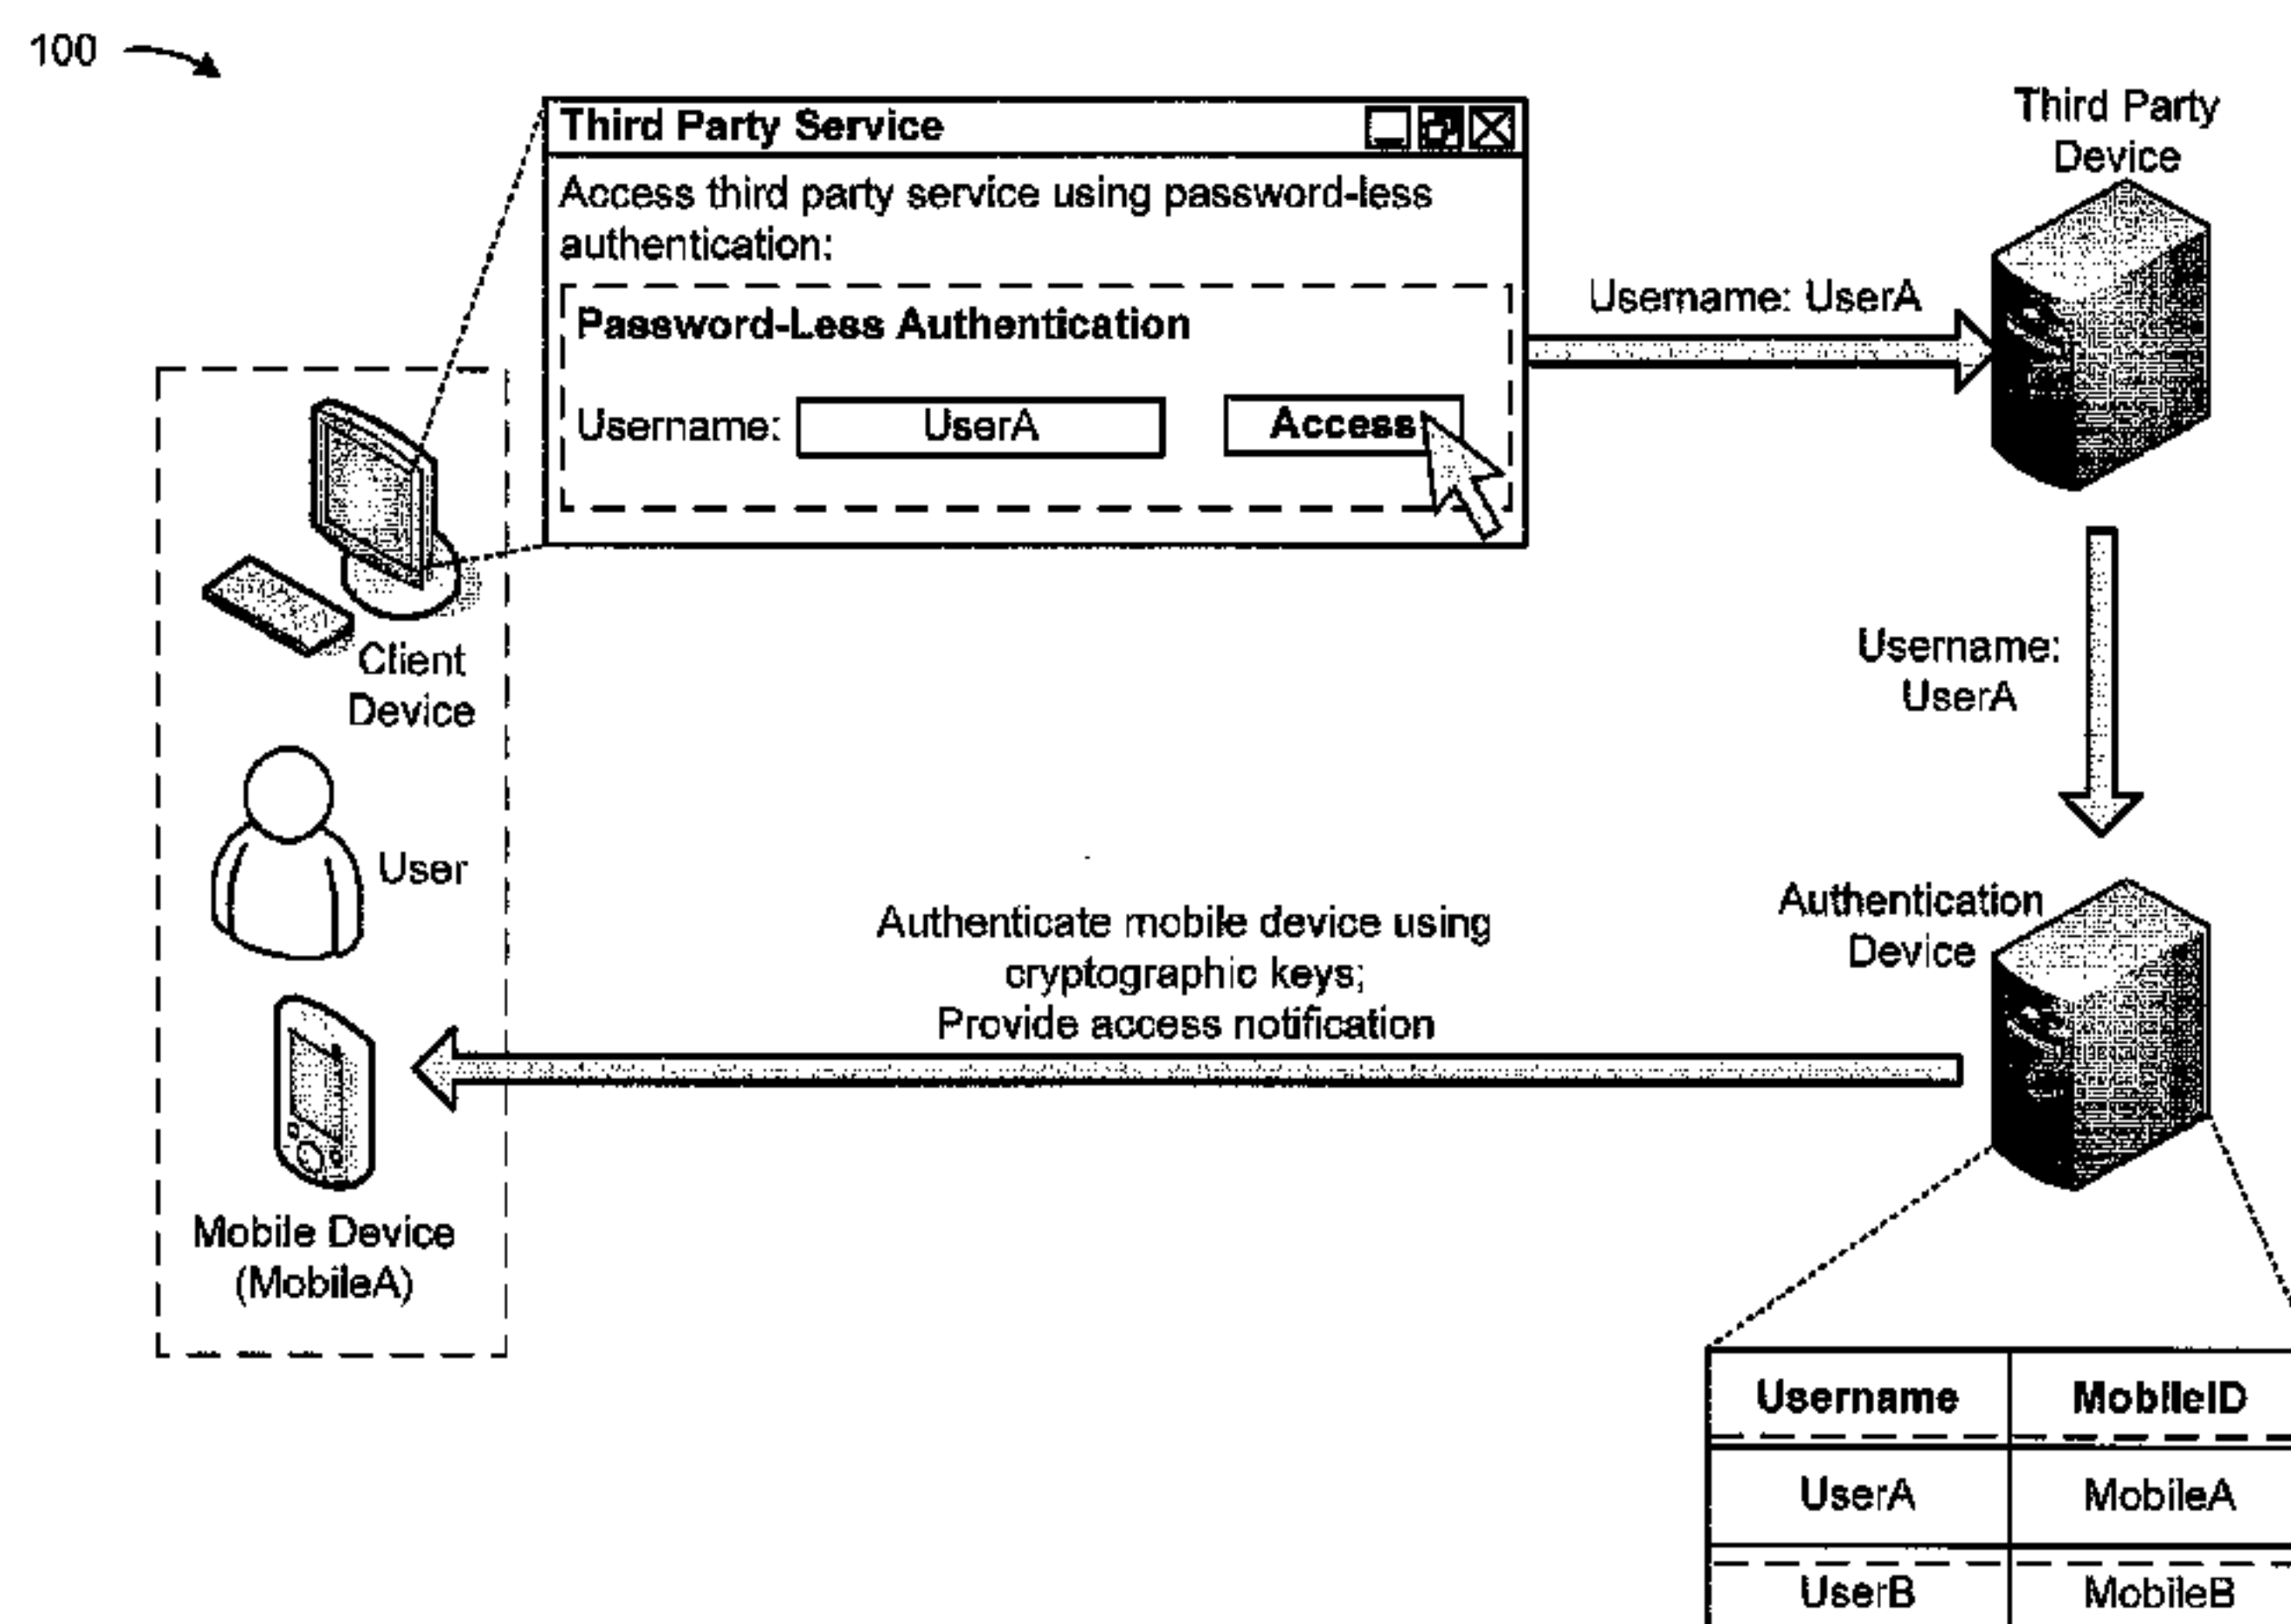 100
Third Party Service
Access third party service using password-less
authentication:
Password-Less Authentication
Username: UserA Access
Username: UserA
Third Party
Device
Client
Device
Username:
UserA
User
Authenticate mobile device using
cryptographic keys;
Provide access notification
Authentication
Device
Mobile Device
(MobileA)
Username MobileID
UserA MobileA
UserB MobileB